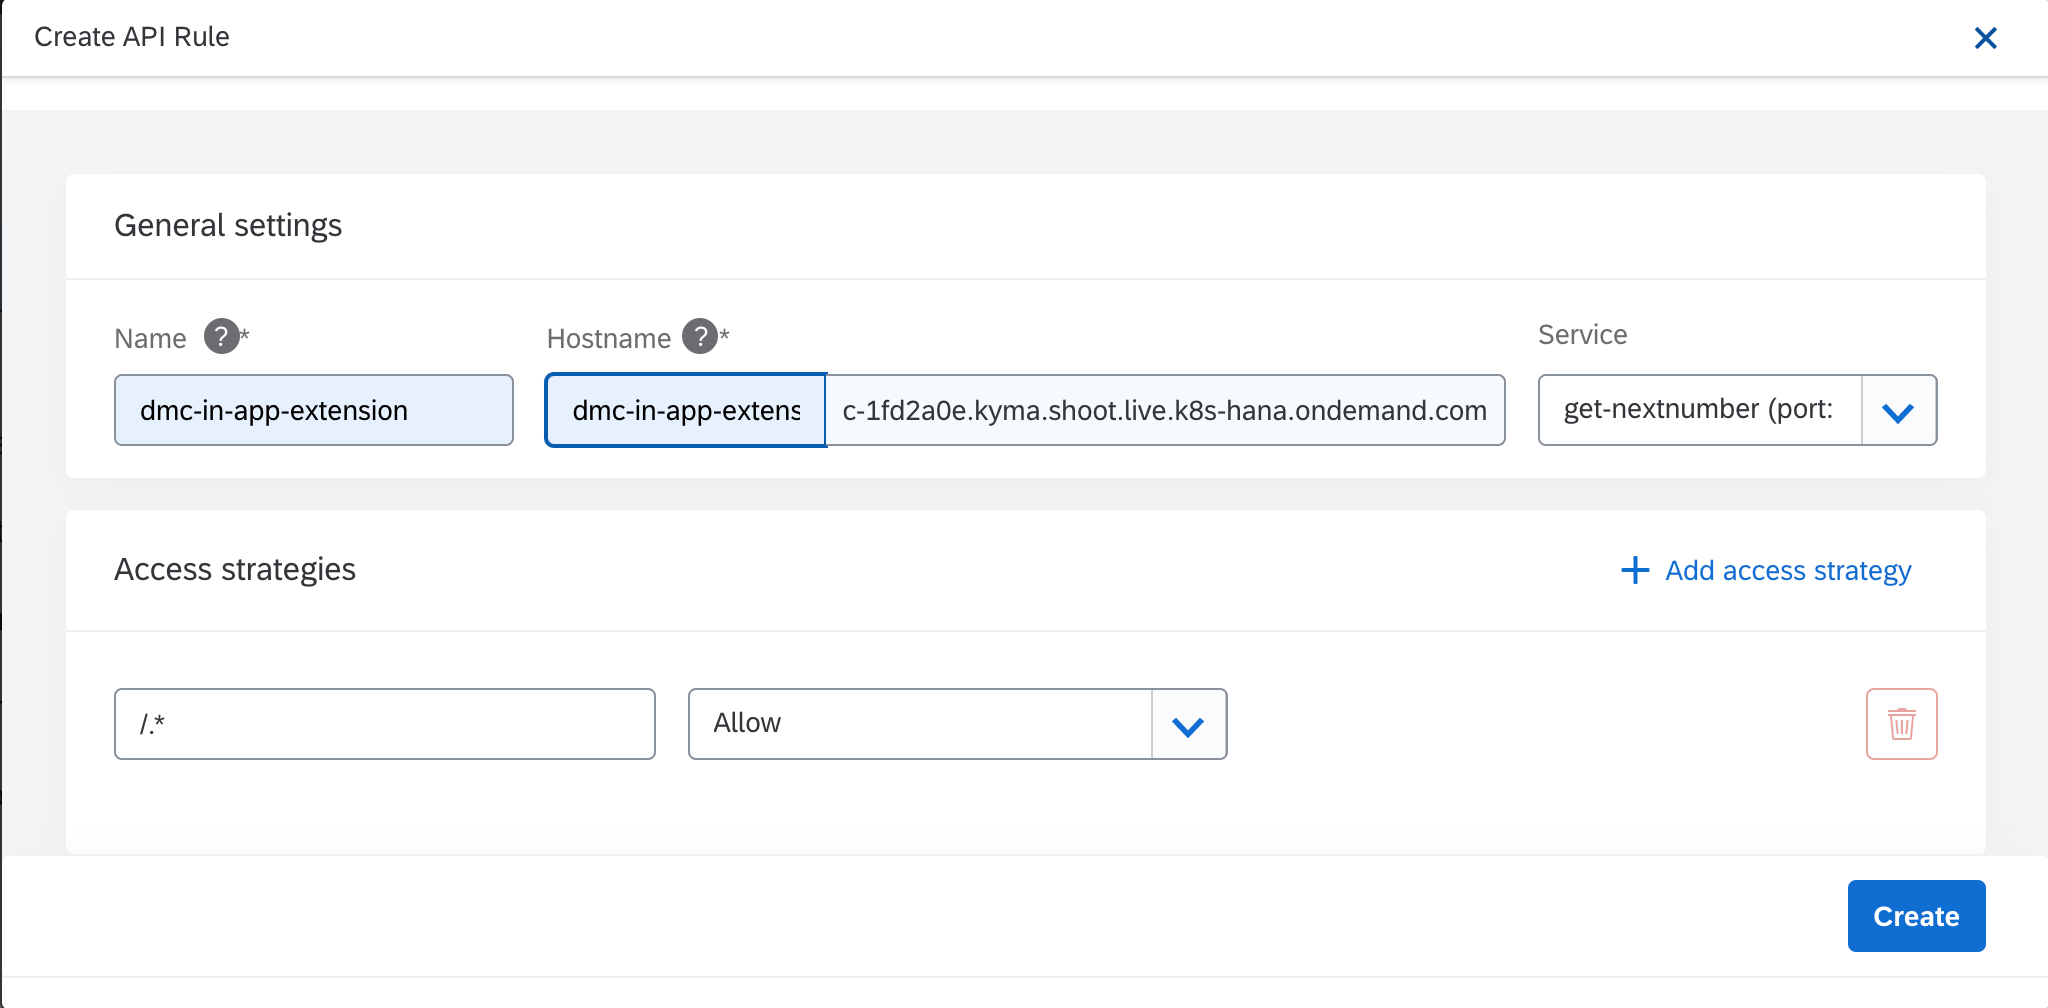 Create API Rule
General settings
Name ?* Hostname ?* Service
dmc-in-app-extension dmc-in-app-extens c-1fd2a0e.kyma.shoot.live.k8s-hana.ondemand.com get-nextnumber (port:
Access strategies + Add access strategy
/.* Allow
Create